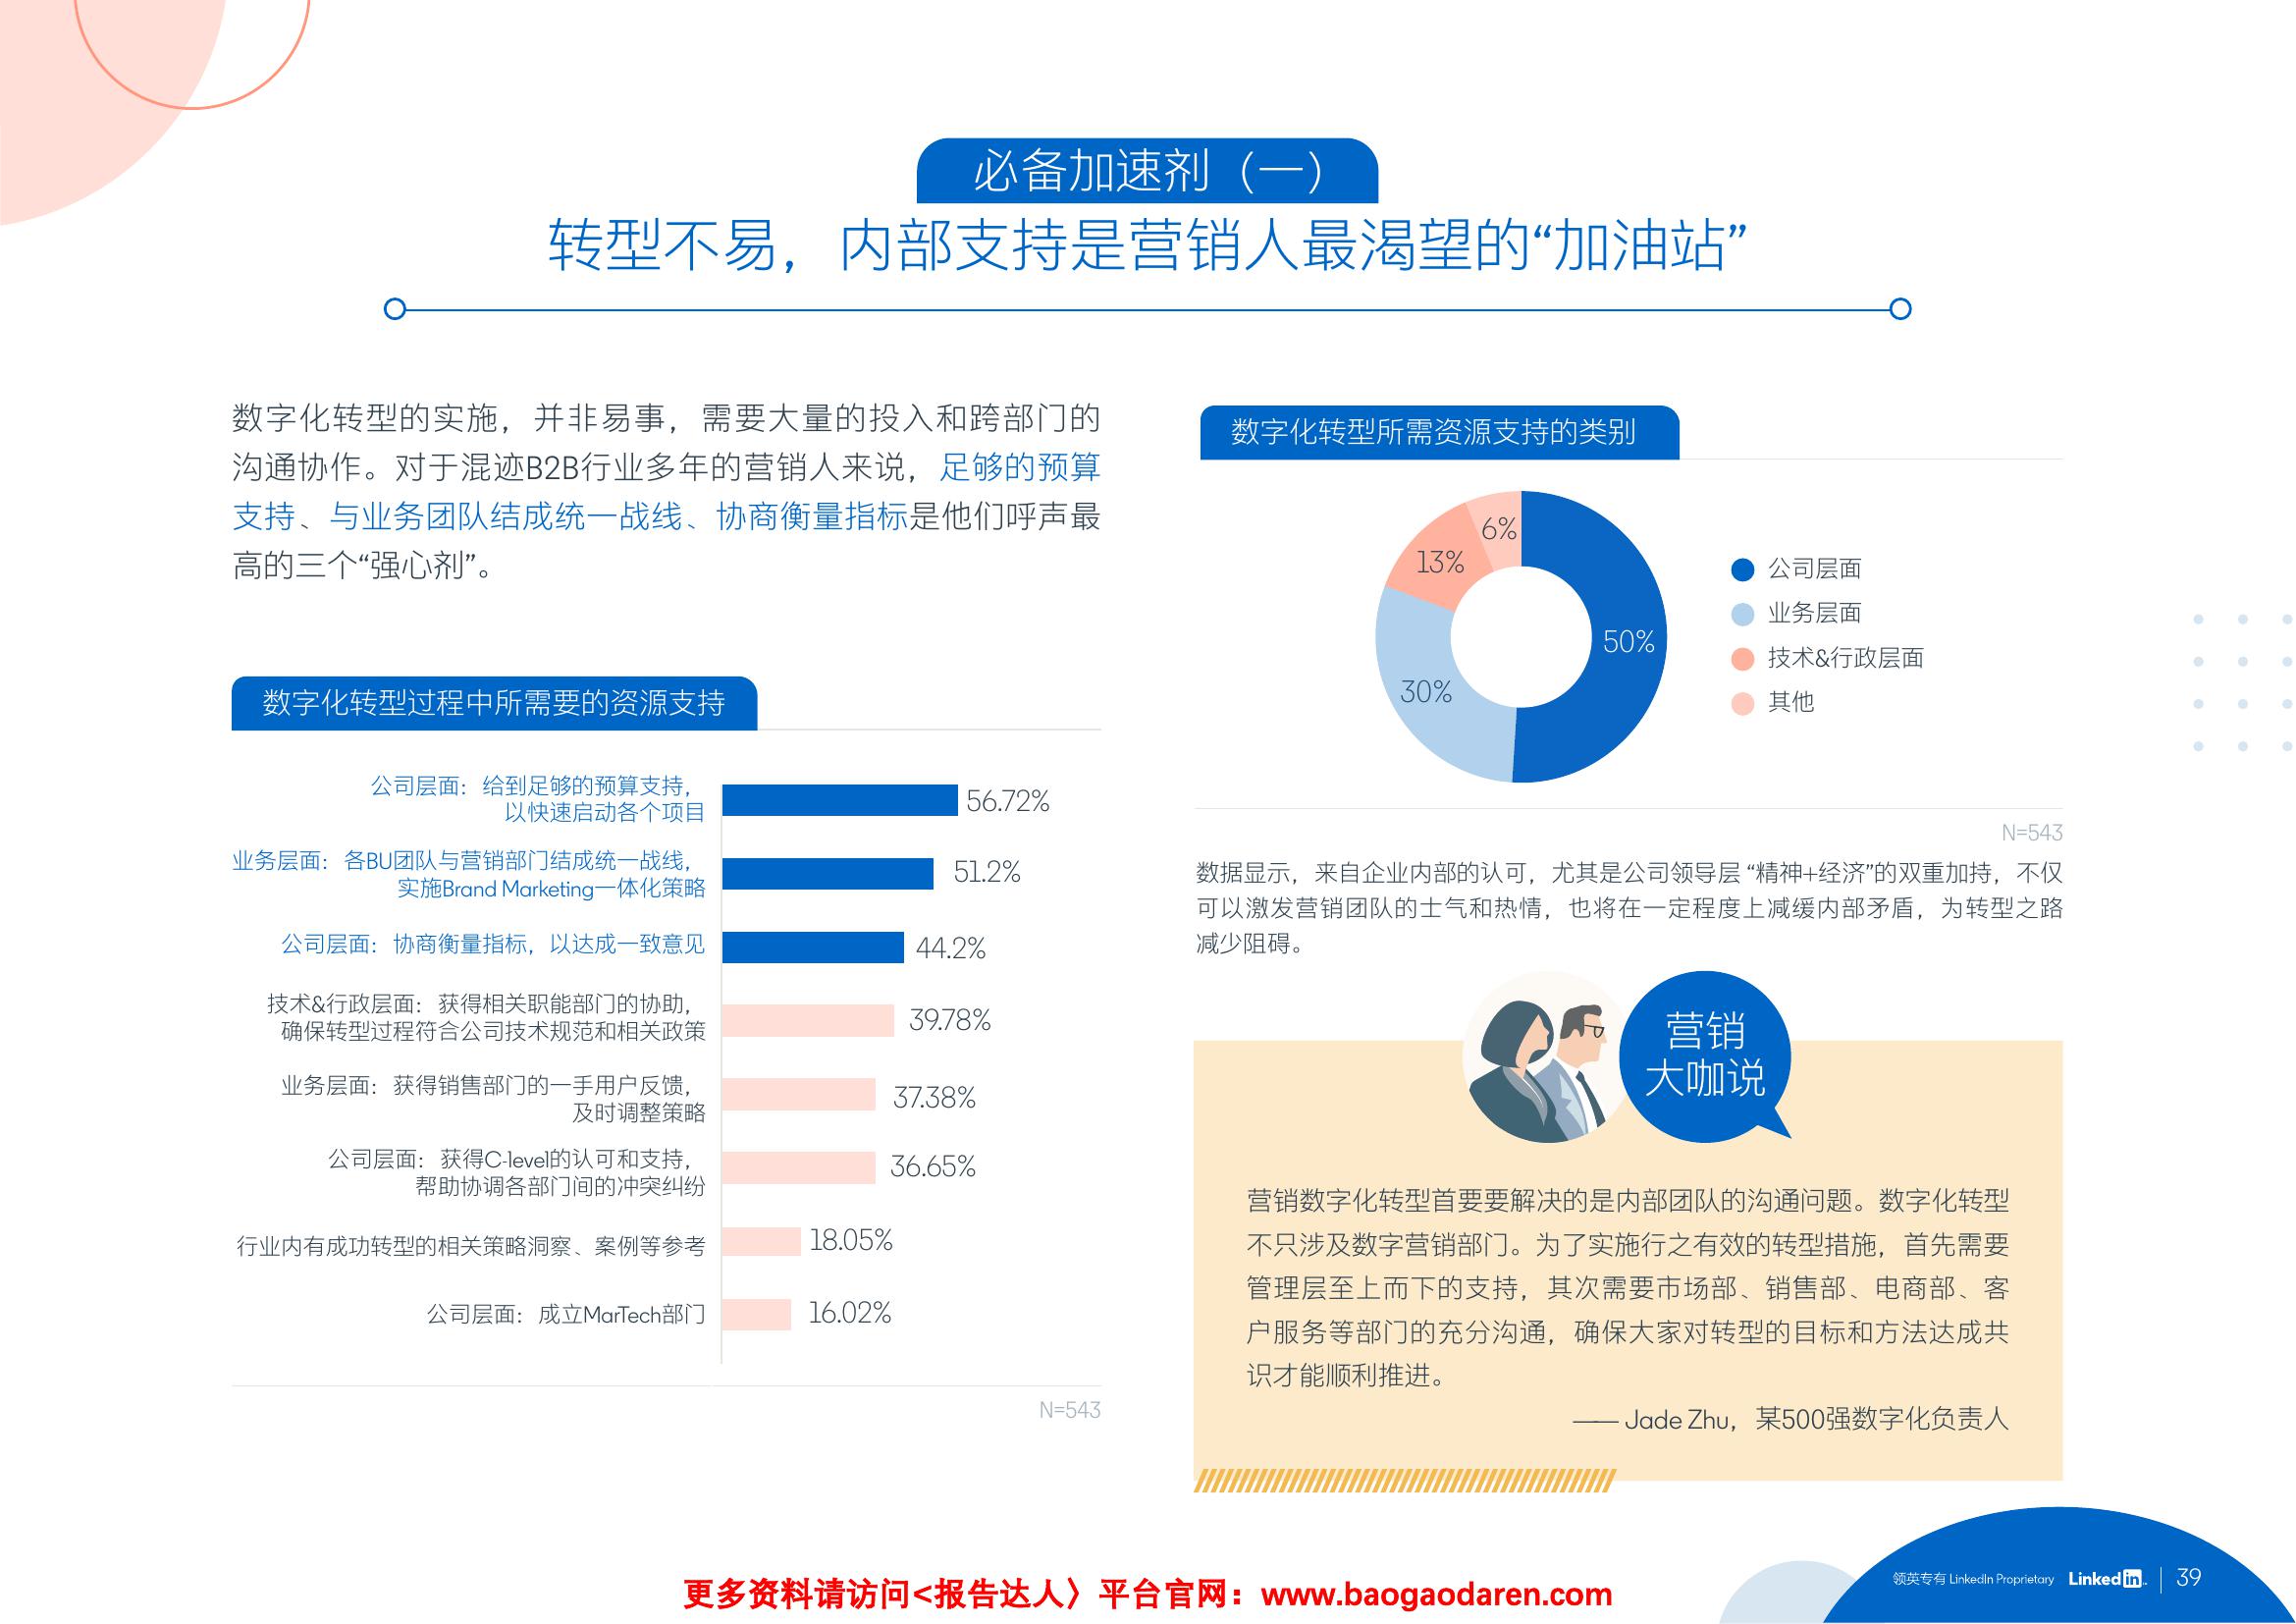 必备加速剂（一）
转型不易，内部支持是营销人最渴望的“加油站”
数字化转型的实施，并非易事，需要大量的投入和跨部门的
沟通协作。对于混迹B2B行业多年的营销人来说，足够的预算
支持、与业务团队结成统一战线、协商衡量指标是他们呼声最
高的三个“强心剂”。
数字化转型过程中所需要的资源支持
公司层面：给到足够的预算支持，
以快速启动各个项目
56.72%
业务层面：各BU团队与营销部门结成统一战线，
实施Brand Marketing一体化策略
51.2%
公司层面：协商衡量指标，以达成一致意见
44.2%
技术&行政层面：获得相关职能部门的协助，
确保转型过程符合公司技术规范和相关政策
39.78%
业务层面：获得销售部门的一手用户反馈，
及时调整策略
37.38%
公司层面：获得C-level的认可和支持，
帮助协调各部门间的冲突纠纷
36.65%
行业内有成功转型的相关策略洞察、案例等参考
18.05%
公司层面：成立MarTech部门
16.02%
N=543
数字化转型所需资源支持的类别
6%
13%
50%
30%
公司层面
业务层面
技术&行政层面
其他
N=543
数据显示，来自企业内部的认可，尤其是公司领导层 “精神+经济”的双重加持，不仅
可以激发营销团队的士气和热情，也将在一定程度上减缓内部矛盾，为转型之路
减少阻碍。
营销
大咖说
营销数字化转型首要要解决的是内部团队的沟通问题。数字化转型
不只涉及数字营销部门。为了实施行之有效的转型措施，首先需要
管理层至上而下的支持，其次需要市场部、销售部、电商部、客
户服务等部门的充分沟通，确保大家对转型的目标和方法达成共
识才能顺利推进。
—— Jade Zhu，某500强数字化负责人
领英专有 LinkedIn Proprietary LinkedIn | 39
更多资料请访问<报告达人〉平台官网：www.baogaodaren.com